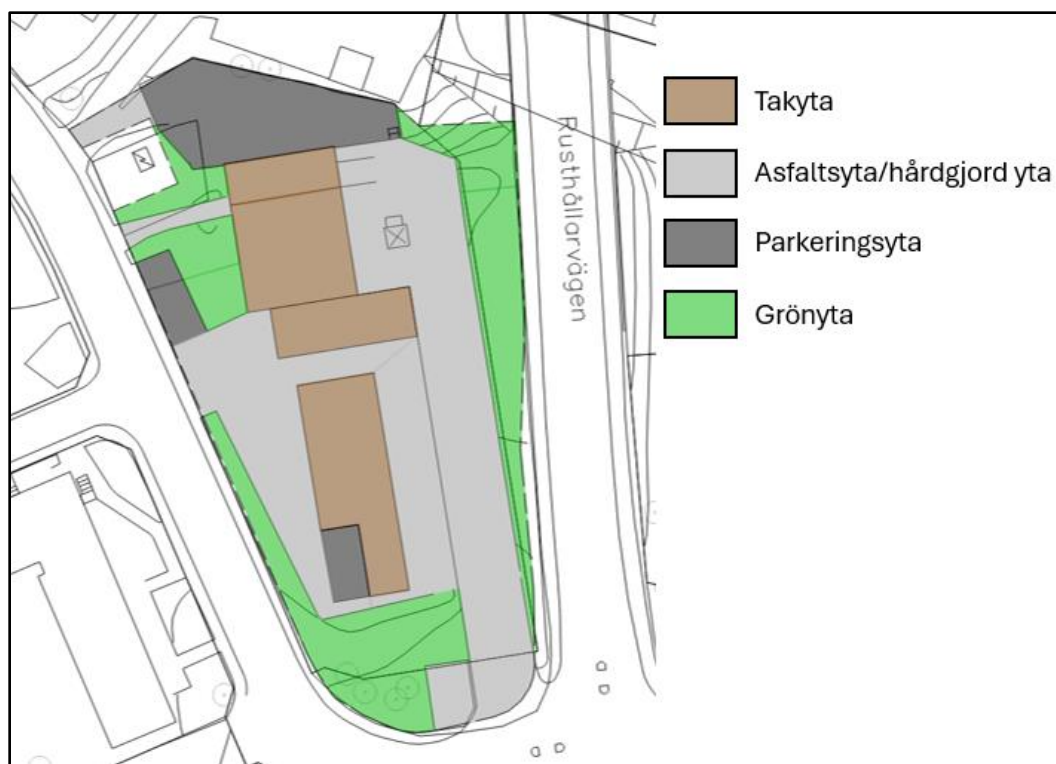 Rusthållarvägen
Takyta
Asfaltsyta/hårdgjord yta
Parkeringsyta
Grönyta